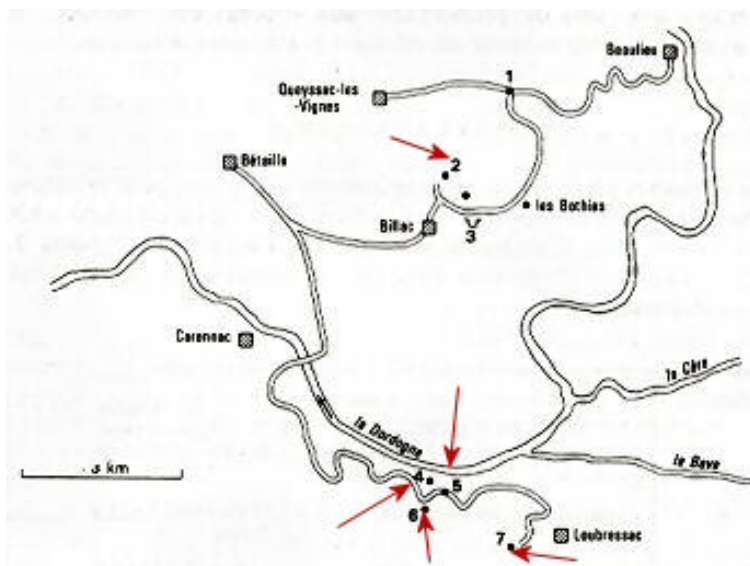 Beaulieu
Queyssac-les
-Vignes
1
2
Bétaille
les Bothies
Billac
3
Carennac
la Cère
la Dordogne
3 km
la Bave
4
5
6
7
Loubressac